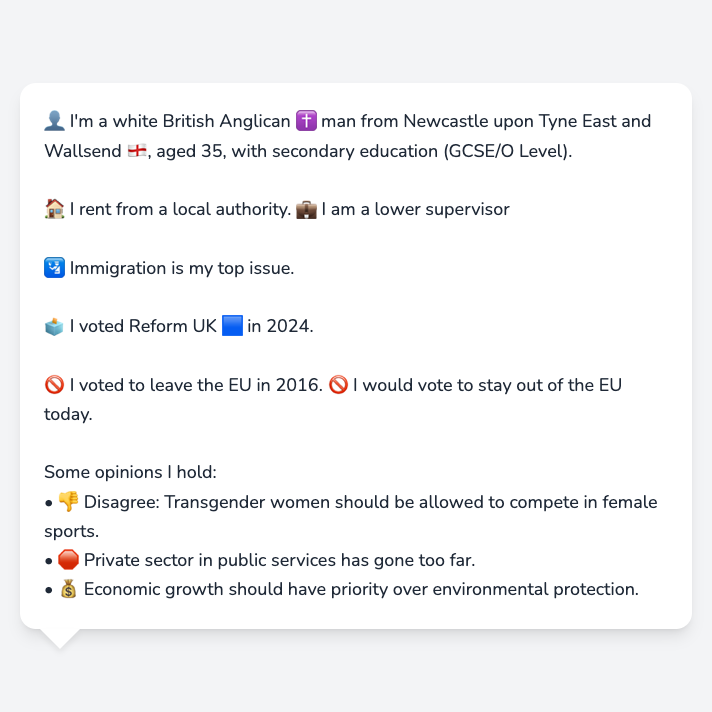 👤 I'm a white British Anglican ✝️ man from Newcastle upon Tyne East and
Wallsend 🏴󠁧󠁢󠁥󠁮󠁧󠁿, aged 35, with secondary education (GCSE/O Level).
🏠 I rent from a local authority. 💼 I am a lower supervisor
🛂 Immigration is my top issue.
🗳️ I voted Reform UK 🟦 in 2024.
🚫 I voted to leave the EU in 2016. 🚫 I would vote to stay out of the EU
today.
Some opinions I hold:
• 👎 Disagree: Transgender women should be allowed to compete in female
sports.
• 🛑 Private sector in public services has gone too far.
• 💰 Economic growth should have priority over environmental protection.